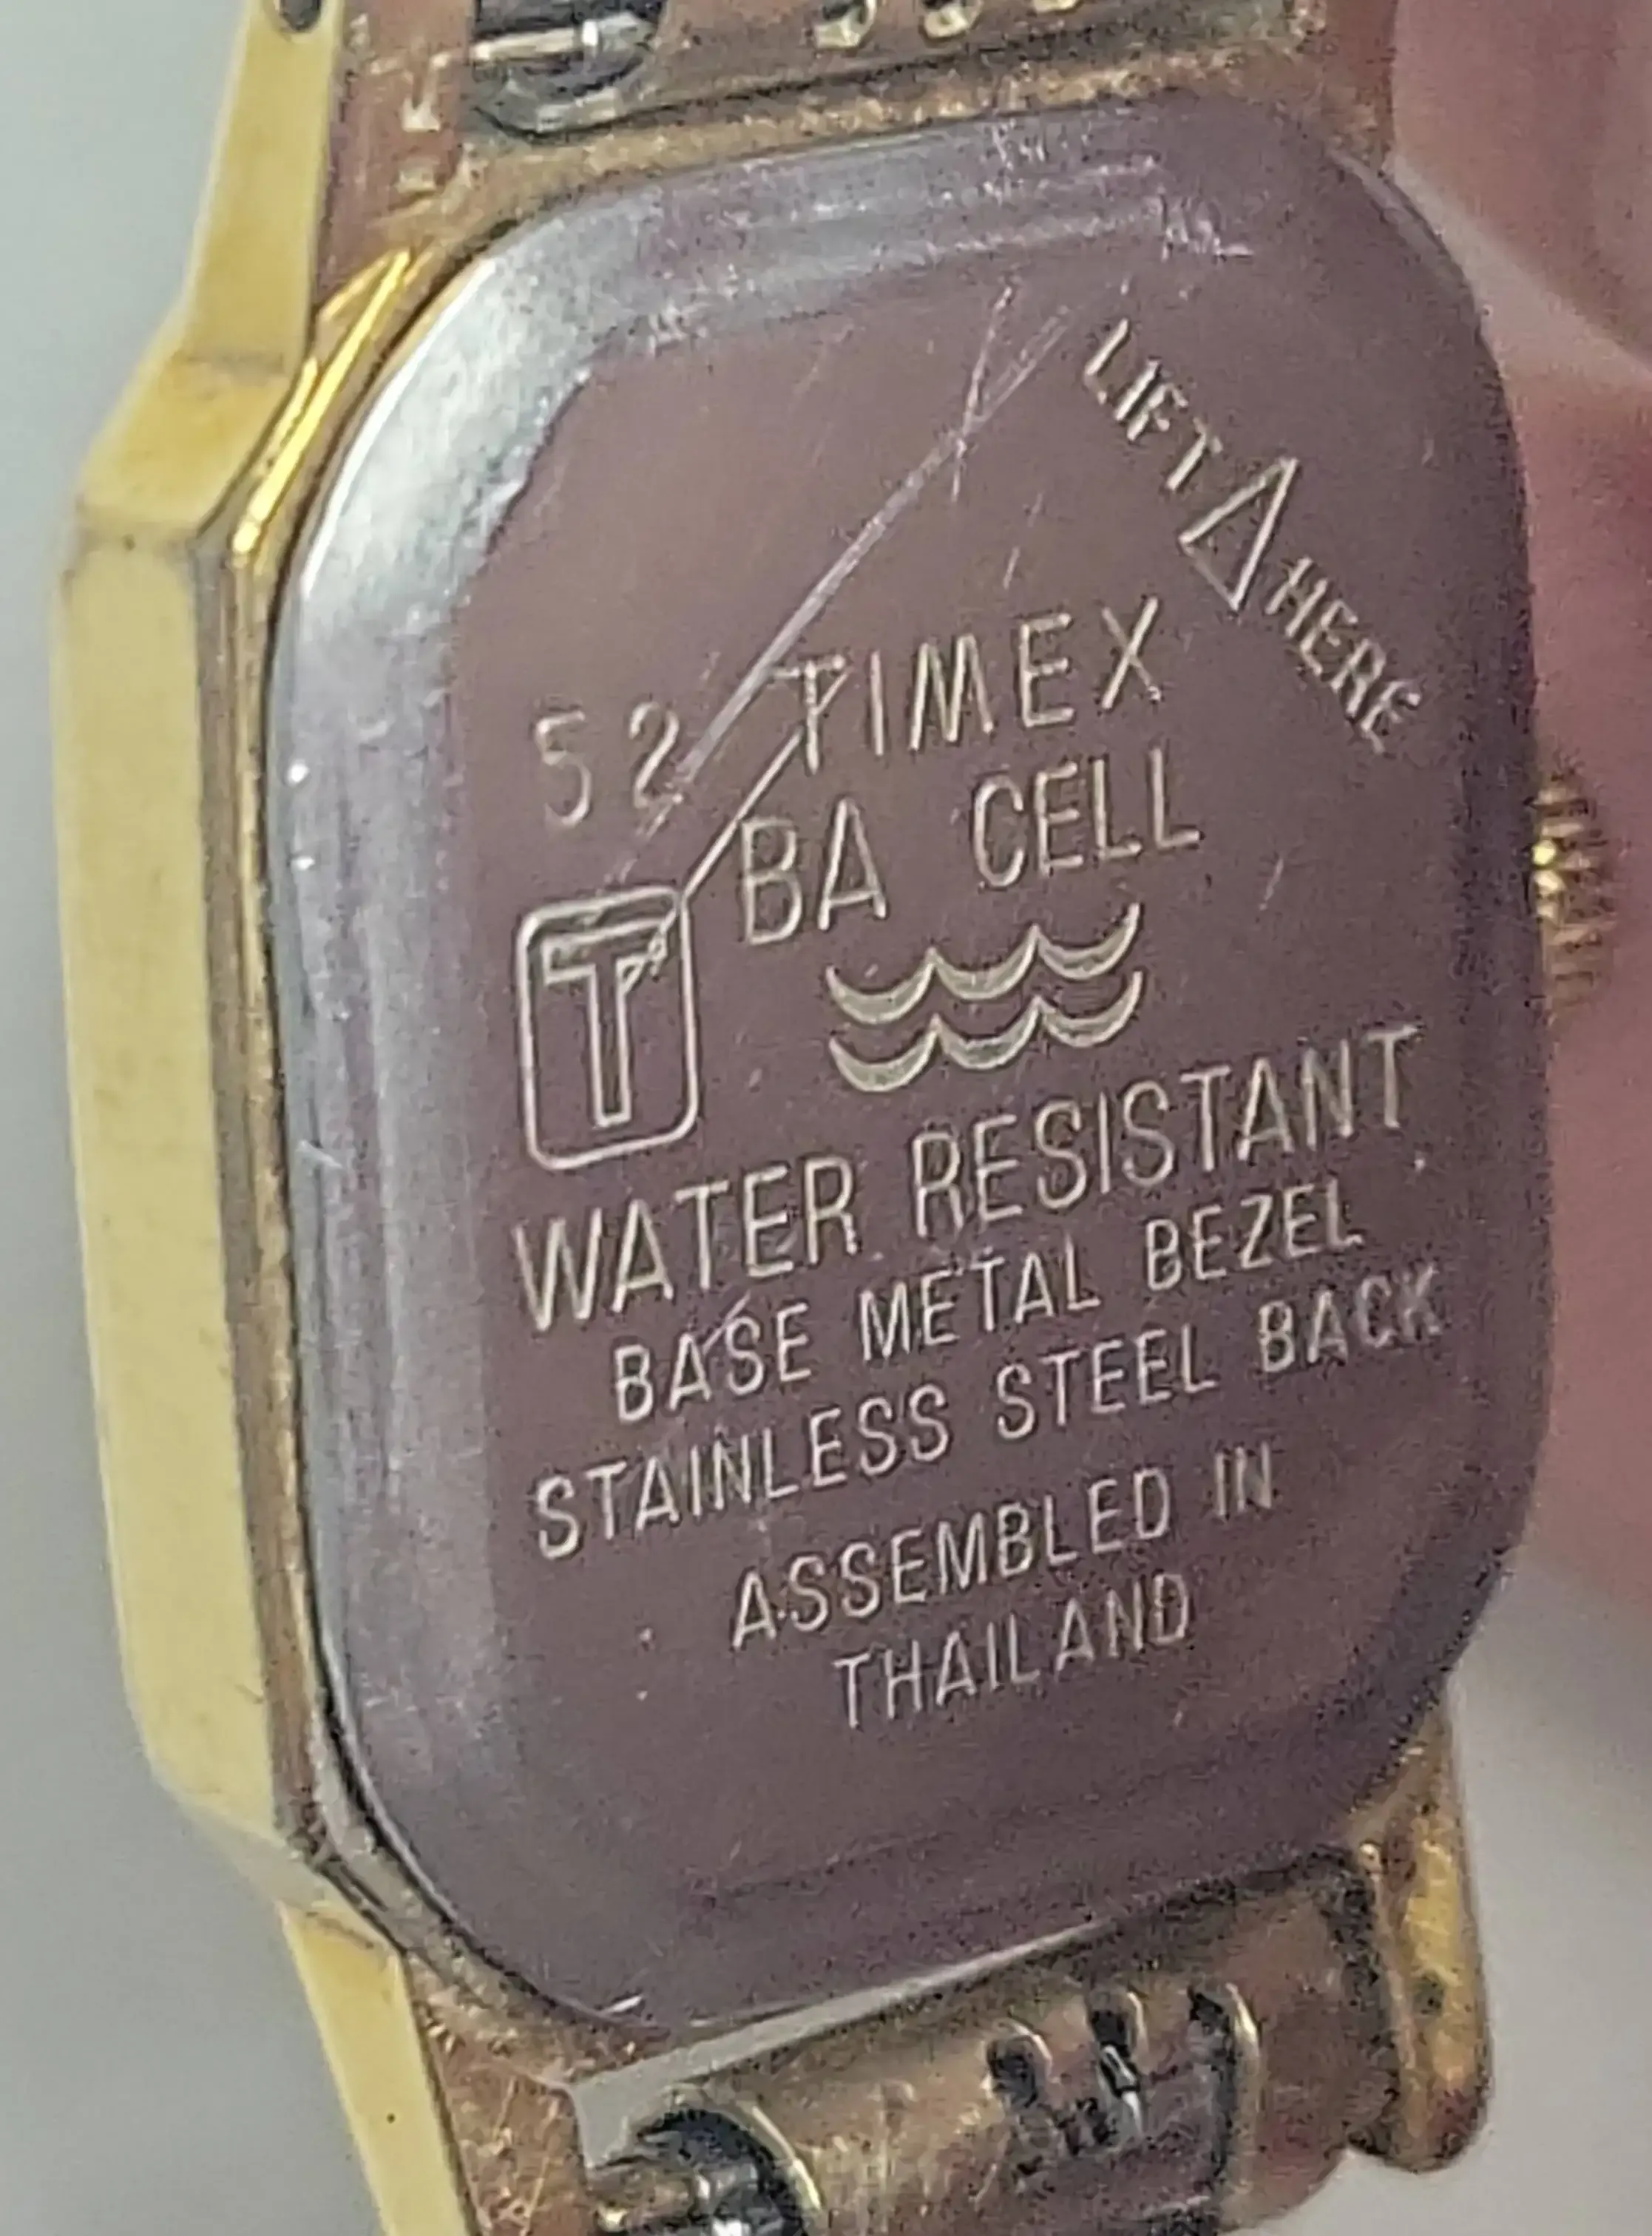 LIFT △ HERE
52 TIMEX
BA CELL
T
WATER RESISTANT
BASE METAL BEZEL
STAINLESS STEEL BACK
ASSEMBLED IN
THAILAND